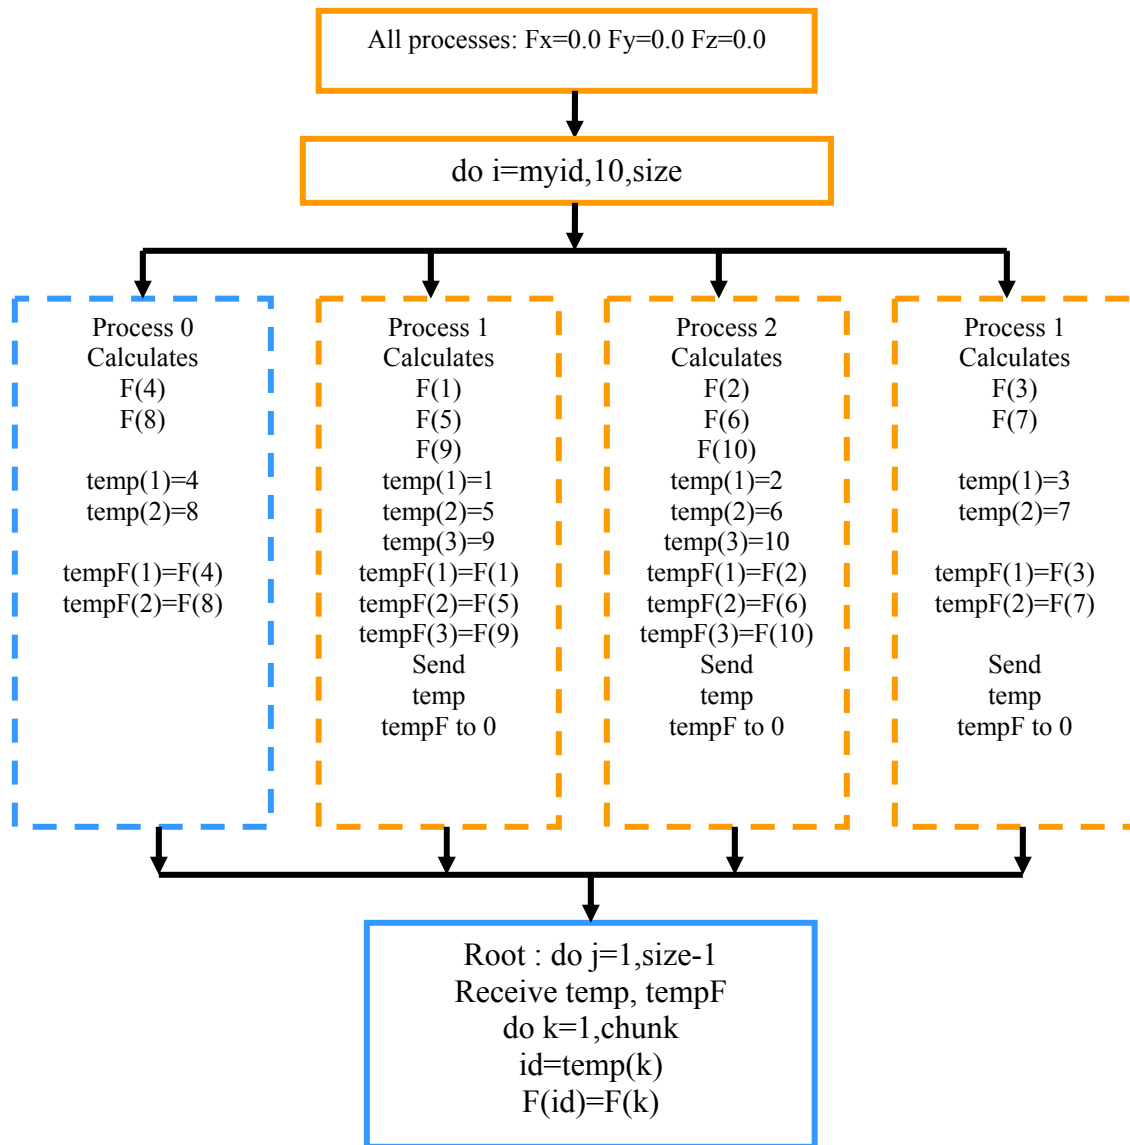 All processes: Fx=0.0 Fy=0.0 Fz=0.0
do i=myid,10,size
Process 0
Calculates
F(4)
F(8)
temp(1)=4
temp(2)=8
tempF(1)=F(4)
tempF(2)=F(8)
Process 1
Calculates
F(1)
F(5)
F(9)
temp(1)=1
temp(2)=5
temp(3)=9
tempF(1)=F(1)
tempF(2)=F(5)
tempF(3)=F(9)
Send
temp
tempF to 0
Process 2
Calculates
F(2)
F(6)
F(10)
temp(1)=2
temp(2)=6
temp(3)=10
tempF(1)=F(2)
tempF(2)=F(6)
tempF(3)=F(10)
Send
temp
tempF to 0
Process 1
Calculates
F(3)
F(7)
temp(1)=3
temp(2)=7
tempF(1)=F(3)
tempF(2)=F(7)
Send
temp
tempF to 0
Root : do j=1,size-1
Receive temp, tempF
do k=1,chunk
id=temp(k)
F(id)=F(k)